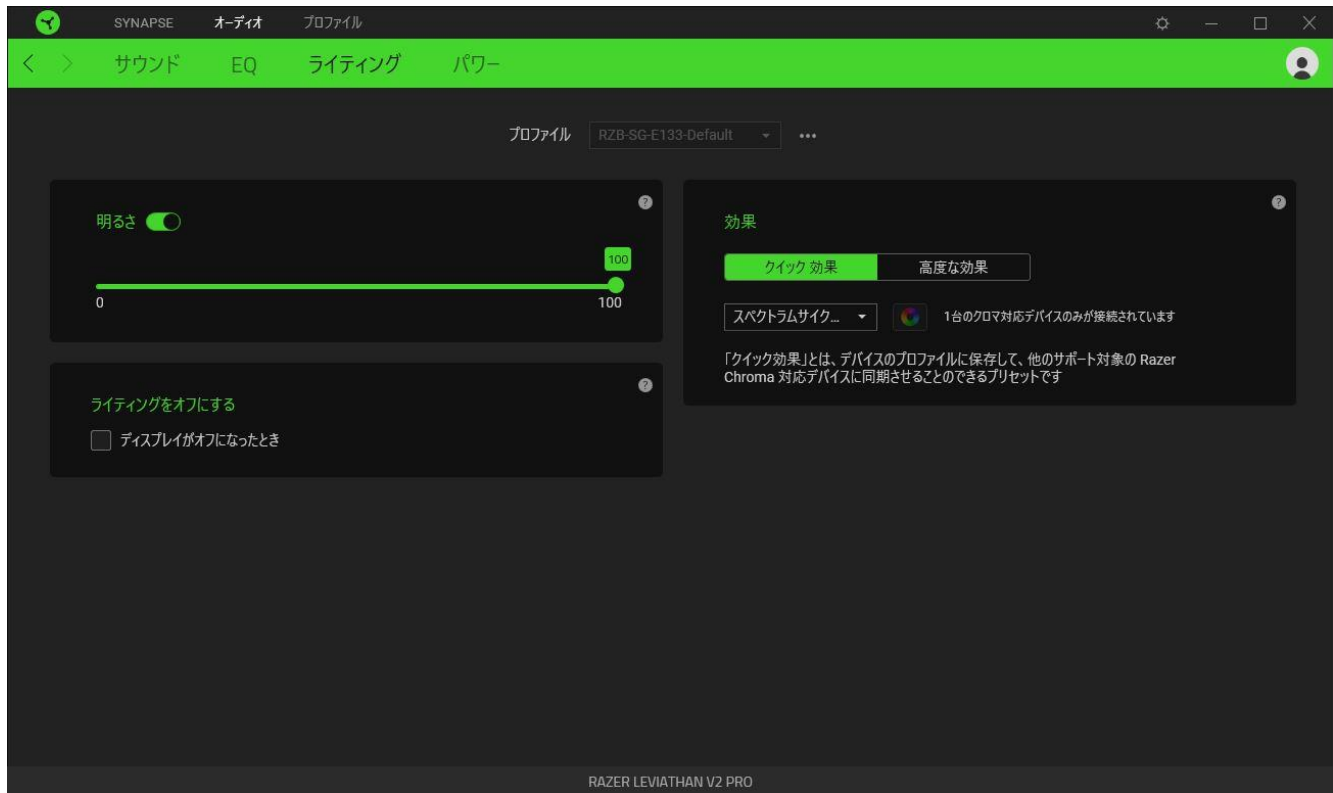 SYNAPSE オーディオ プロファイル
サウンド EQ ライティング パワー
プロファイル RZB-SG-E133-Default
明るさ
100
0 100
ライティングをオフにする
ディスプレイがオフになったとき
効果
クイック 効果 高度な効果
スペクトラムサイク... 1台のクロマ対応デバイスのみが接続されています
「クイック効果」とは、デバイスのプロファイルに保存して、他のサポート対象の Razer
Chroma 対応デバイスに同期させることのできるプリセットです
RAZER LEVIATHAN V2 PRO